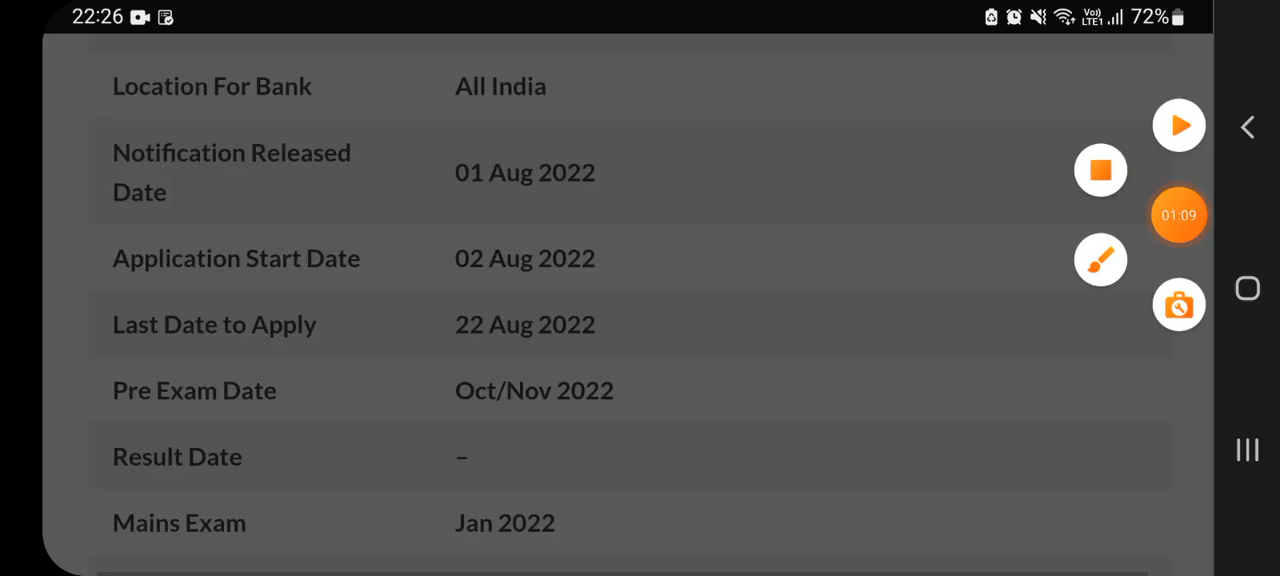 22:26 Vo)) LTE1 72%
Location For Bank All India
Notification Released
Date 01 Aug 2022
01:09
Application Start Date 02 Aug 2022
Last Date to Apply 22 Aug 2022
Pre Exam Date Oct/Nov 2022
Result Date –
Mains Exam Jan 2022